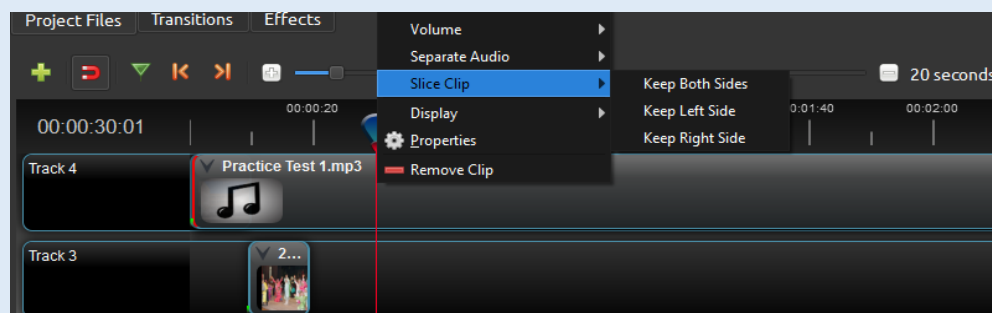 Project Files Transitions Effects
Volume
Separate Audio
Slice Clip
Keep Both Sides
Keep Left Side
Keep Right Side
Display
Properties
Remove Clip
20 seconds
00:00:30:01
00:00:20
0:01:40
00:02:00
Track 4
Practice Test 1.mp3
Track 3
2...